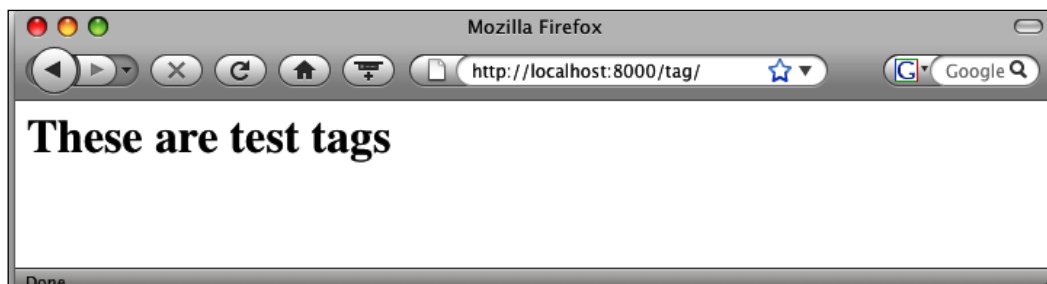 Mozilla Firefox
http://localhost:8000/tag/
G Google
These are test tags
Done